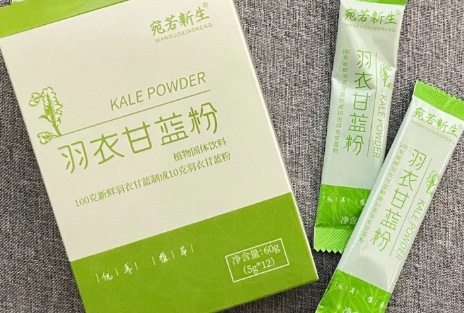 宛若新生
WANRUOXINSHENG
KALE POWDER
羽衣甘蓝粉
植物固体饮料
100克新鲜羽衣甘蓝制成10克羽衣甘蓝粉
净含量:60g
(5g*12)
宛若新生
KALE POWDER
羽衣甘蓝粉
宛若新生
WANRUOXINSHENG
KALE POWDER
羽衣甘蓝粉